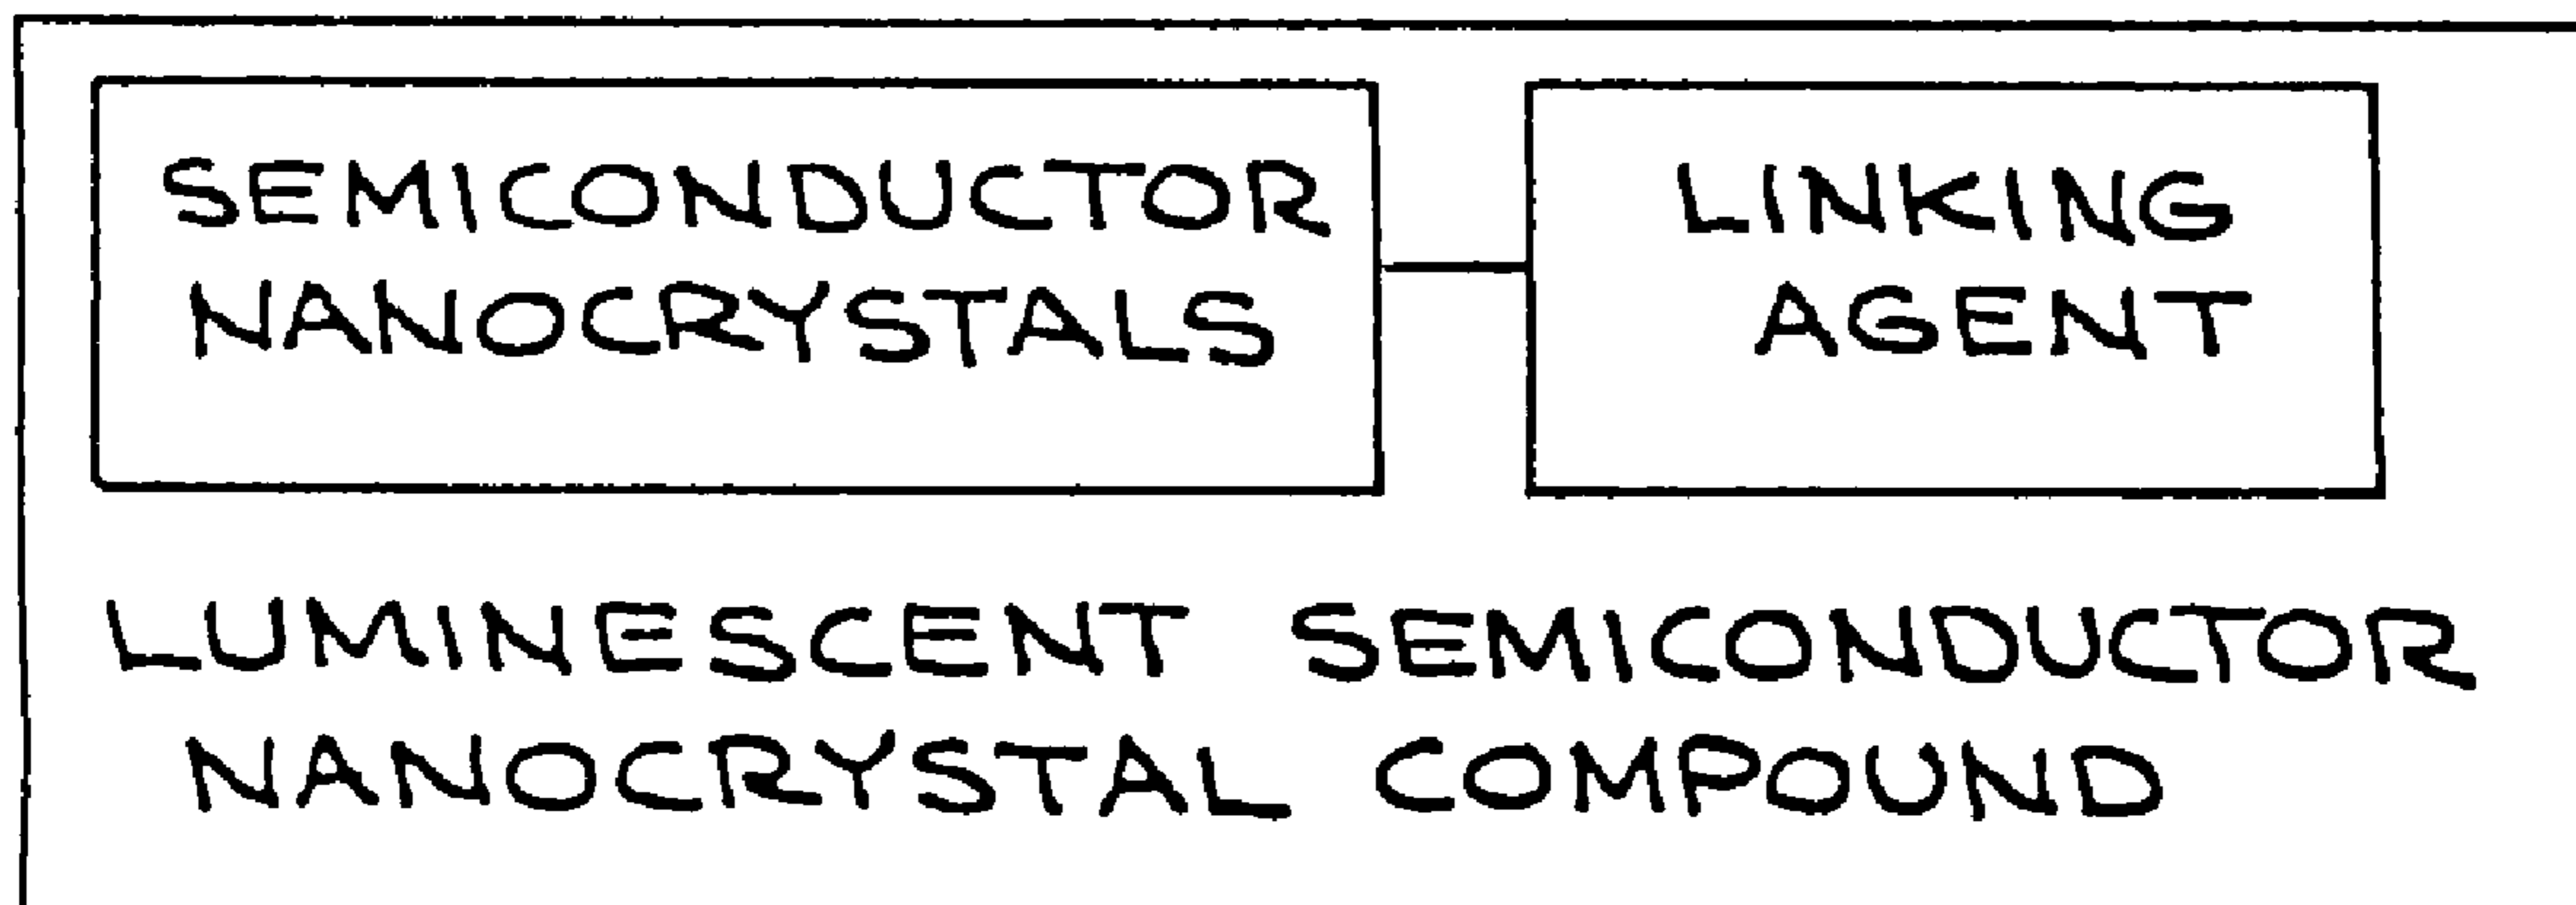 SEMICONDUCTOR
NANOCRYSTALS
LINKING
AGENT
LUMINESCENT SEMICONDUCTOR
NANOCRYSTAL COMPOUND